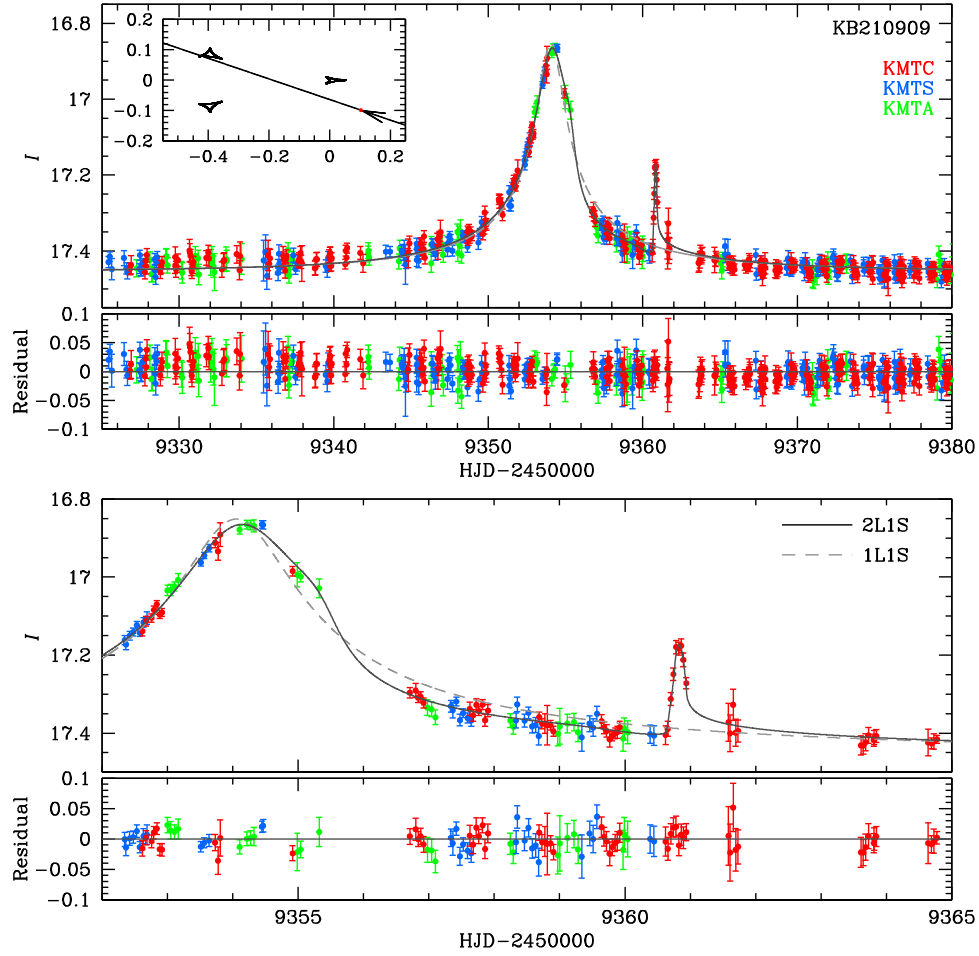 16.8
17
17.2
17.4
I
KB210909
KMTC
KMTS
KMTA
0.2
0.1
0
−0.1
−0.2
−0.4 −0.2 0 0.2
0.1
0.05
0
−0.05
−0.1
Residual
9330 9340 9350 9360 9370 9380
HJD−2450000
16.8
17
17.2
17.4
I
2L1S
1L1S
0.1
0.05
0
−0.05
−0.1
Residual
9355 9360 9365
HJD−2450000